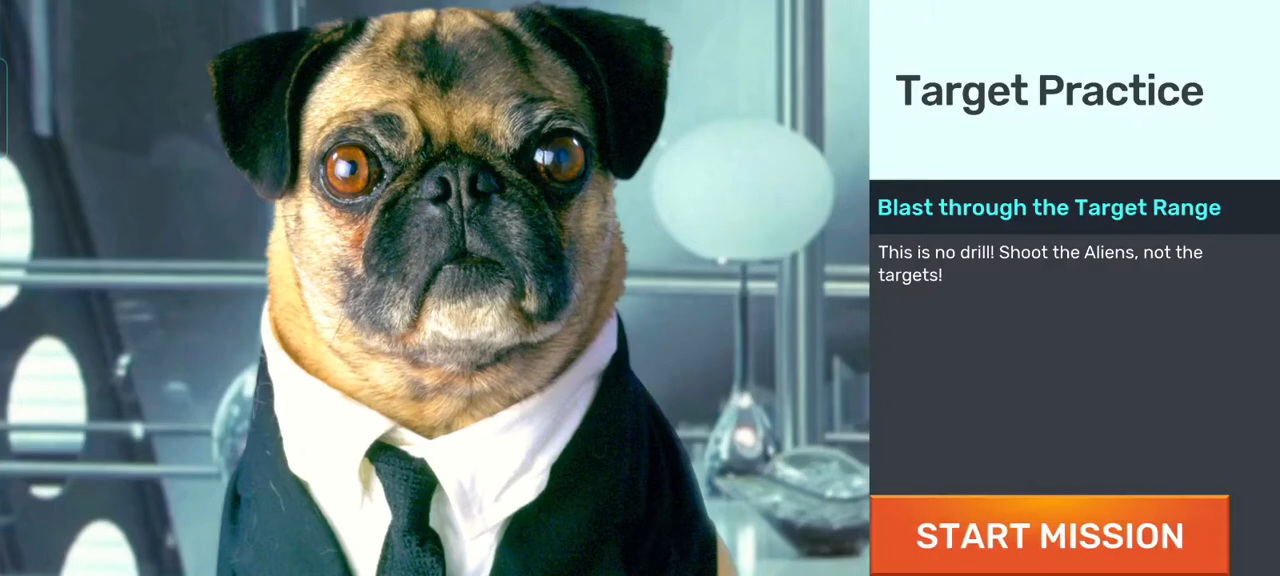 Target Practice
Blast through the Target Range
This is no drill! Shoot the Aliens, not the
targets!
START MISSION